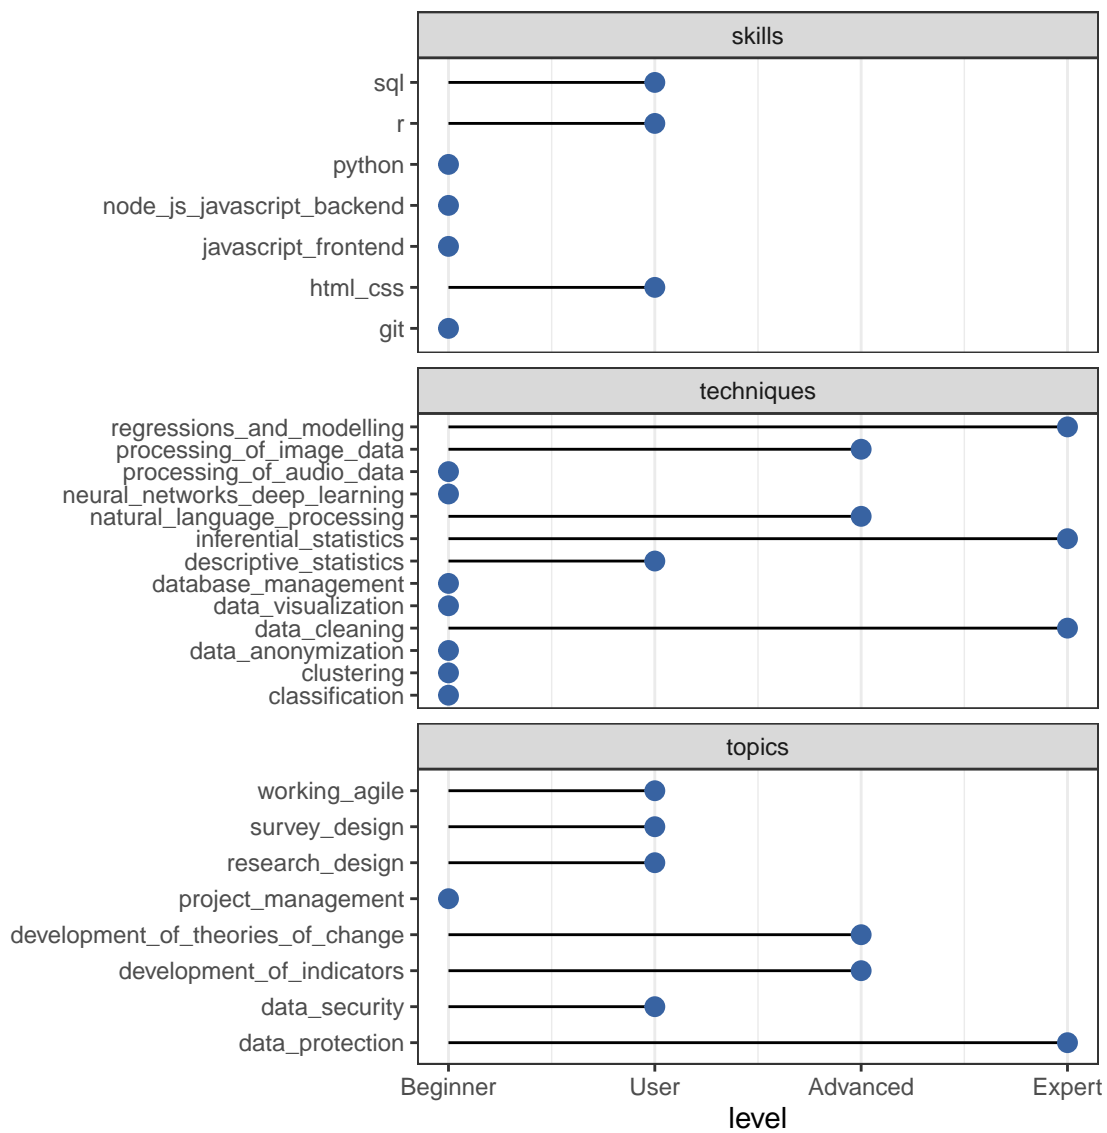 skills
sql
r
python
node_js_javascript_backend
javascript_frontend
html_css
git
techniques
regressions_and_modelling
processing_of_image_data
processing_of_audio_data
neural_networks_deep_learning
natural_language_processing
inferential_statistics
descriptive_statistics
database_management
data_visualization
data_cleaning
data_anonymization
clustering
classification
topics
working_agile
survey_design
research_design
project_management
development_of_theories_of_change
development_of_indicators
data_security
data_protection
Beginner User Advanced Expert
level